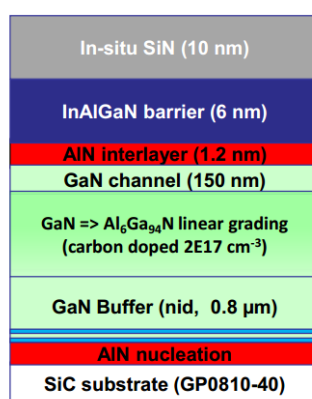 In-situ SiN (10 nm)
InAlGaN barrier (6 nm)
AlN interlayer (1.2 nm)
GaN channel (150 nm)
GaN => Al₆Ga₉₄N linear grading
(carbon doped 2E17 cm⁻³)
GaN Buffer (nid, 0.8 µm)
AlN nucleation
SiC substrate (GP0810-40)